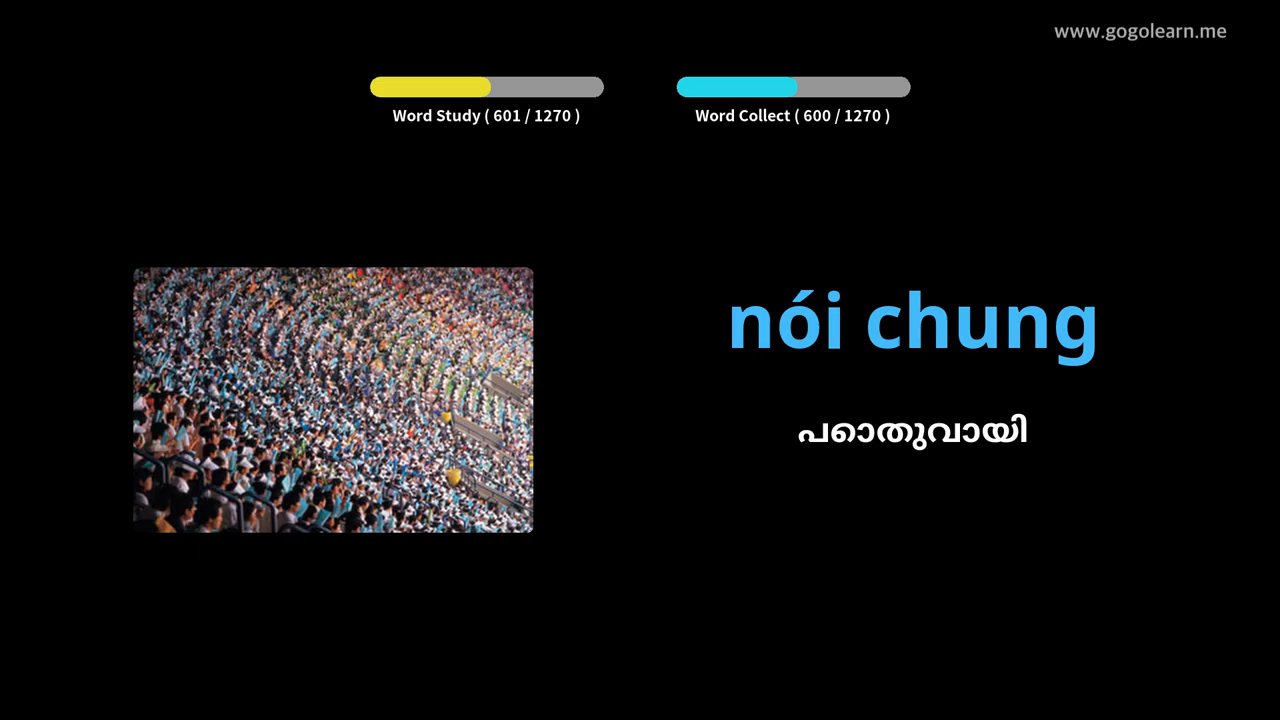 www.gogolearn.me
Word Study ( 601 / 1270 )
Word Collect ( 600 / 1270 )
nói chung
പൊതുവായി